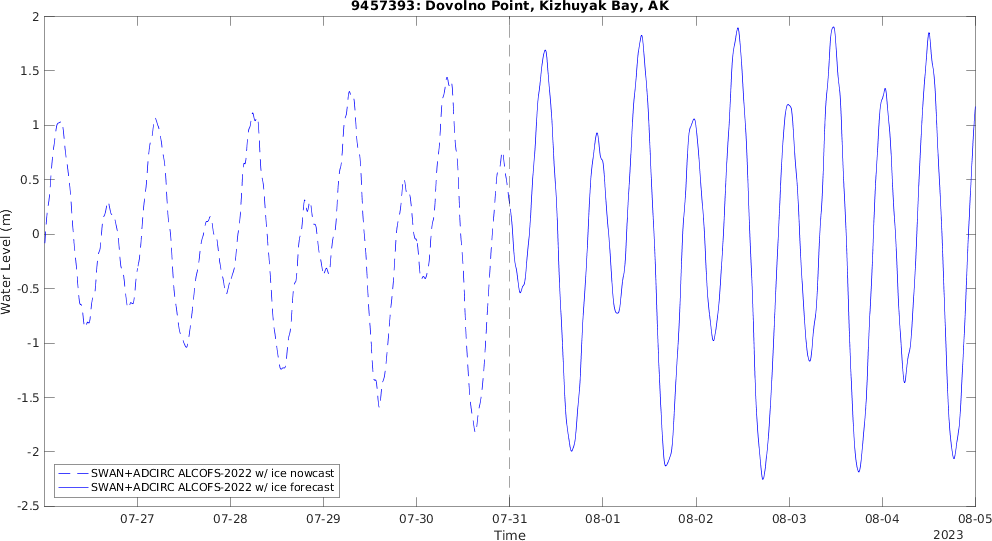 9457393: Dovolno Point, Kizhuyak Bay, AK
Water Level (m)
2
1.5
1
0.5
0
-0.5
-1
-1.5
-2
-2.5
SWAN+ADCIRC ALCOFS-2022 w/ ice nowcast
SWAN+ADCIRC ALCOFS-2022 w/ ice forecast
07-27 07-28 07-29 07-30 07-31 08-01 08-02 08-03 08-04 08-05
Time
2023